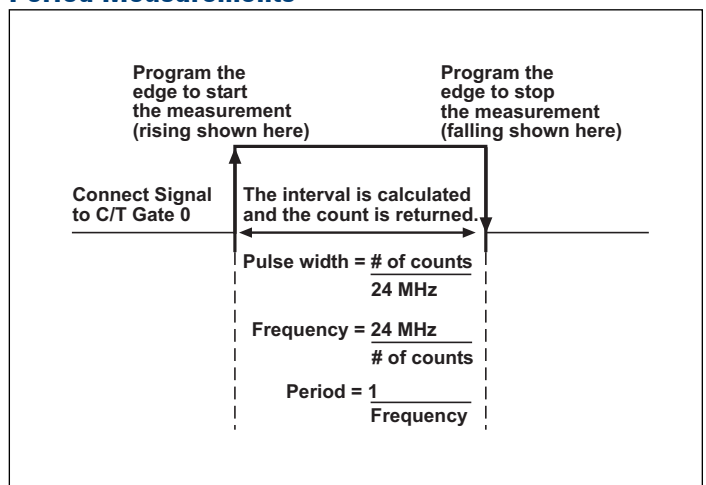 Program the
edge to start
the measurement
(rising shown here)
Program the
edge to stop
the measurement
(falling shown here)
Connect Signal
to C/T Gate 0
The interval is calculated
and the count is returned.
Pulse width = # of counts
24 MHz
Frequency = 24 MHz
# of counts
Period = 1
Frequency